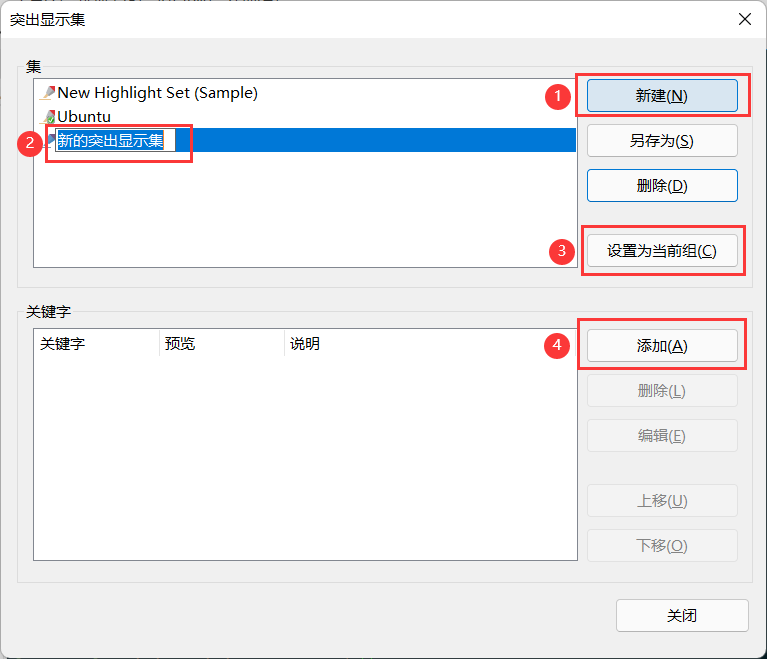 突出显示集
集
New Highlight Set (Sample)
Ubuntu
新的突出显示集
1
新建(N)
2
另存为(S)
删除(D)
3
设置为当前组(C)
关键字
关键字 预览 说明
4
添加(A)
删除(L)
编辑(E)
上移(U)
下移(O)
关闭